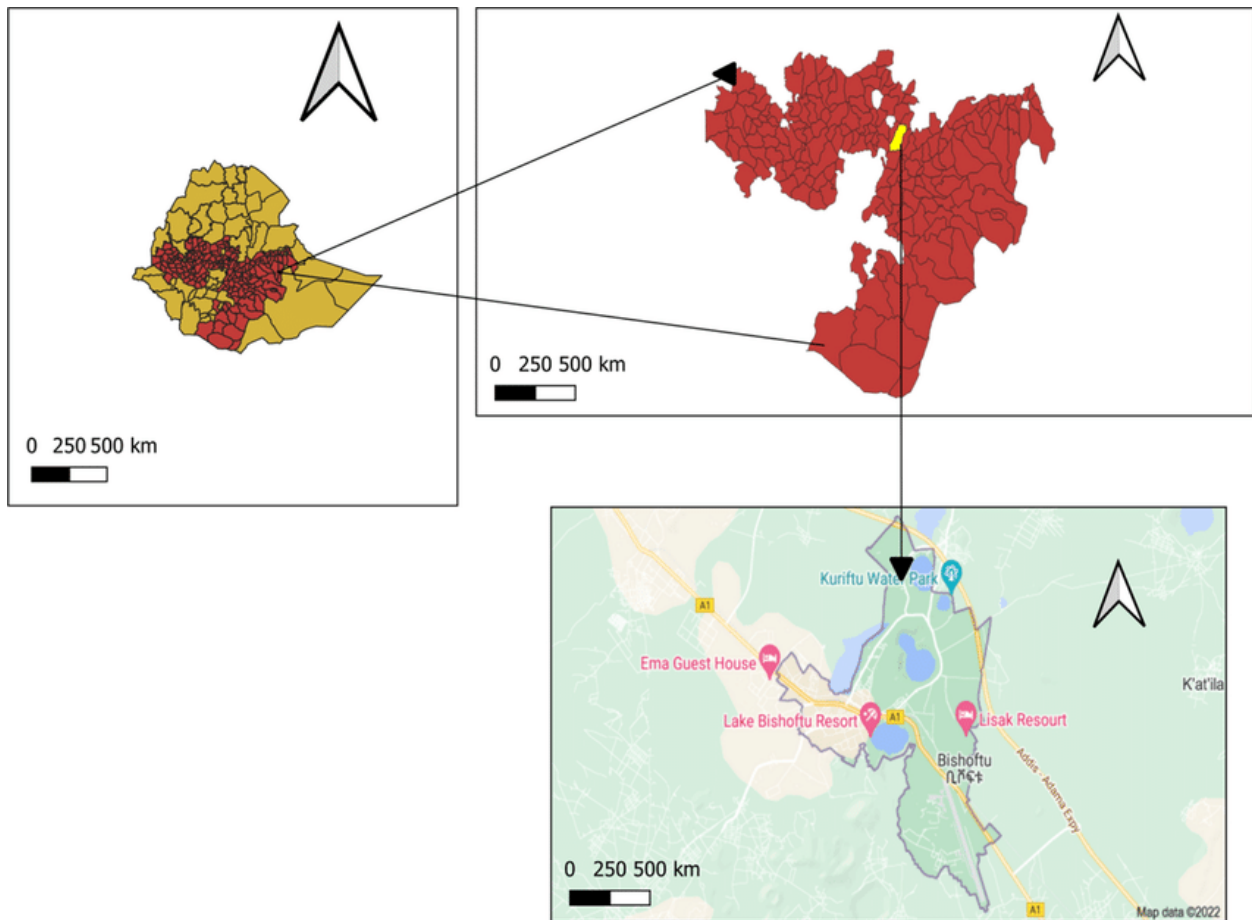 0 250 500 km
0 250 500 km
Kuriftu Water Park
A1
Ema Guest House
K'at'ila
Lake Bishoftu Resort
A1
Lisak Resourt
Bishoftu
ቢሾፍቱ
Addis - Adama Expy
0 250 500 km
A1
Map data ©2022